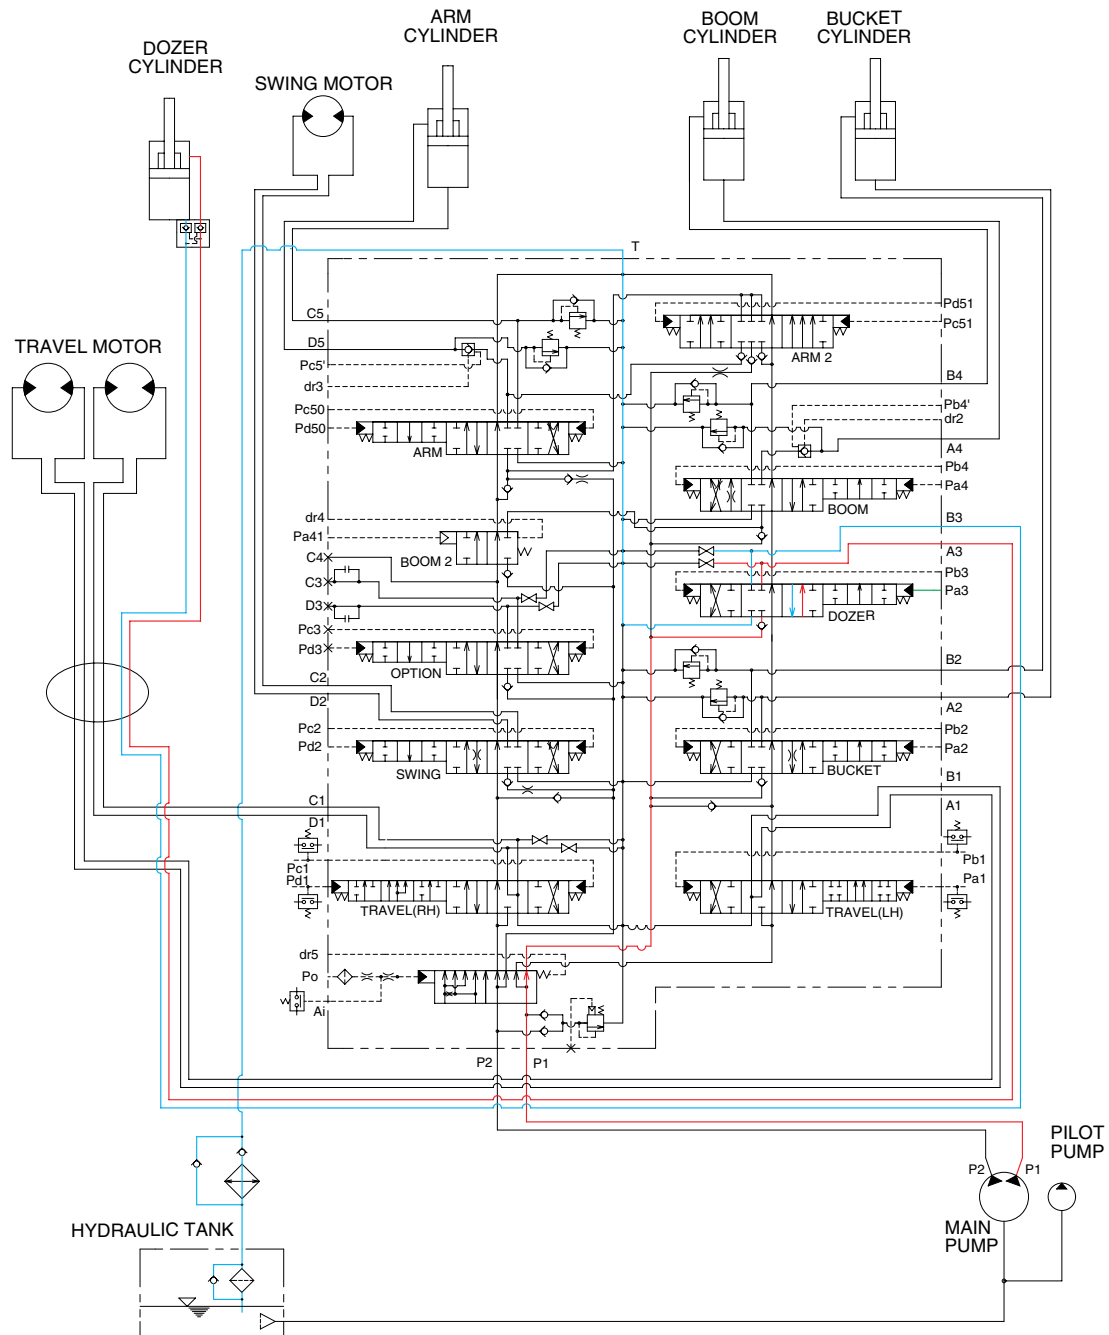 ARM
CYLINDER
BOOM
CYLINDER
BUCKET
CYLINDER
DOZER
CYLINDER
SWING MOTOR
TRAVEL MOTOR
T
C5
D5
Pc5'
dr3
Pc50
Pd50
ARM
dr4
Pa41
BOOM 2
C4
C3
D3
Pc3
Pd3
OPTION
C2
D2
Pc2
Pd2
SWING
C1
D1
Pc1
Pd1
TRAVEL(RH)
dr5
Po
Ai
Pd51
Pc51
ARM 2
B4
Pb4'
dr2
A4
Pb4
Pa4
BOOM
B3
A3
Pb3
Pa3
DOZER
B2
A2
Pb2
Pa2
BUCKET
B1
A1
Pb1
Pa1
TRAVEL(LH)
P2
P1
P2
P1
PILOT
PUMP
MAIN
PUMP
HYDRAULIC TANK